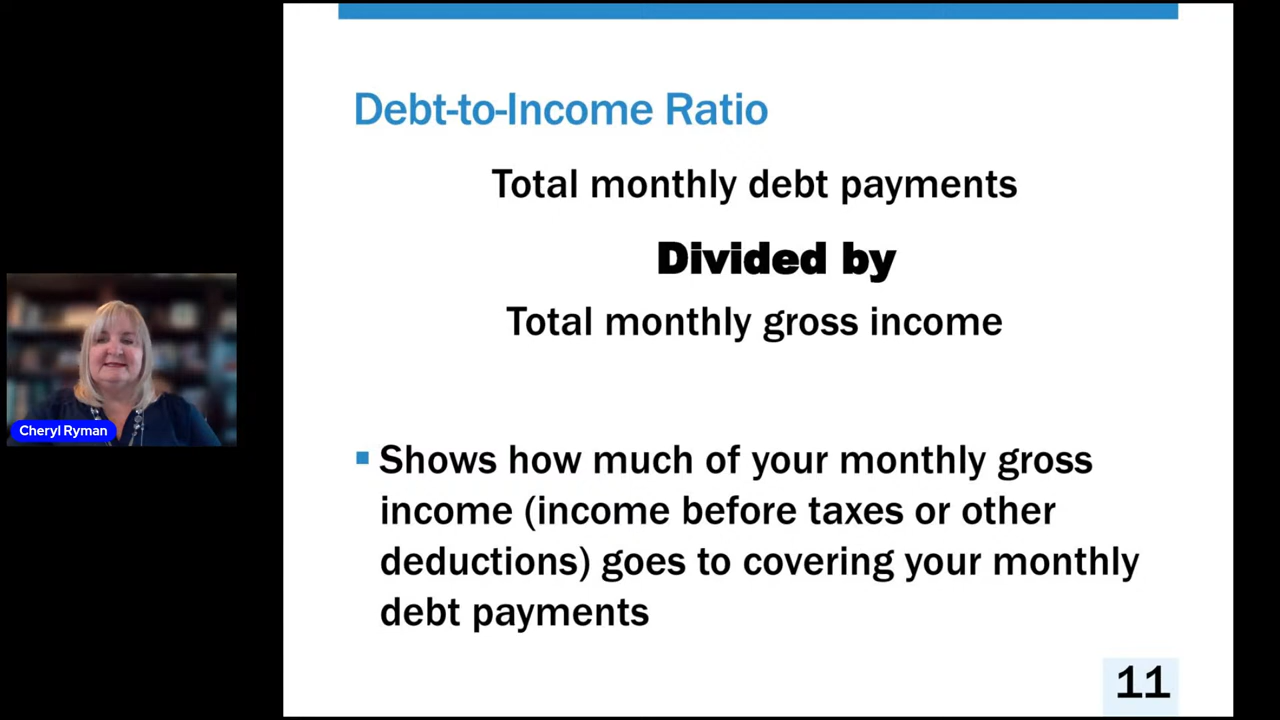 Debt-to-Income Ratio
Total monthly debt payments
Divided by
Total monthly gross income
Cheryl Ryman
▪ Shows how much of your monthly gross
income (income before taxes or other
deductions) goes to covering your monthly
debt payments
11